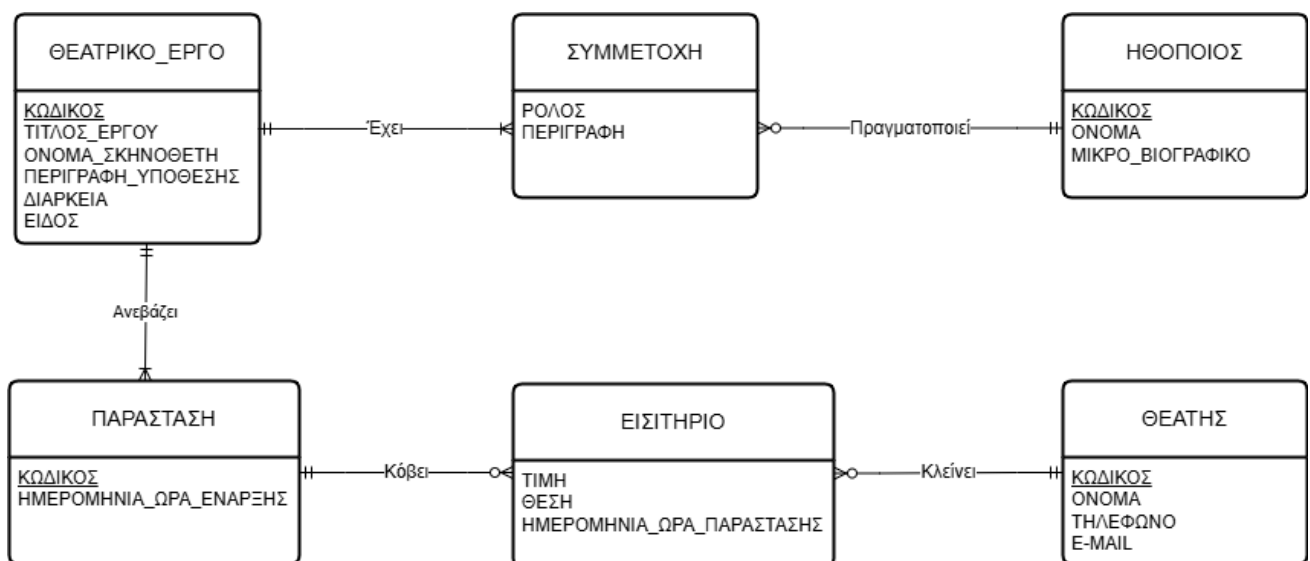 ΘΕΑΤΡΙΚΟ_ΕΡΓΟ
ΚΩΔΙΚΟΣ
ΤΙΤΛΟΣ_ΕΡΓΟΥ
ΟΝΟΜΑ_ΣΚΗΝΟΘΕΤΗ
ΠΕΡΙΓΡΑΦΗ_ΥΠΟΘΕΣΗΣ
ΔΙΑΡΚΕΙΑ
ΕΙΔΟΣ
Έχει
ΣΥΜΜΕΤΟΧΗ
ΡΟΛΟΣ
ΠΕΡΙΓΡΑΦΗ
Πραγματοποιεί
ΗΘΟΠΟΙΟΣ
ΚΩΔΙΚΟΣ
ΟΝΟΜΑ
ΜΙΚΡΟ_ΒΙΟΓΡΑΦΙΚΟ
Ανεβάζει
ΠΑΡΑΣΤΑΣΗ
ΚΩΔΙΚΟΣ
ΗΜΕΡΟΜΗΝΙΑ_ΩΡΑ_ΕΝΑΡΞΗΣ
Κόβει
ΕΙΣΙΤΗΡΙΟ
ΤΙΜΗ
ΘΕΣΗ
ΗΜΕΡΟΜΗΝΙΑ_ΩΡΑ_ΠΑΡΑΣΤΑΣΗΣ
Κλείνει
ΘΕΑΤΗΣ
ΚΩΔΙΚΟΣ
ΟΝΟΜΑ
ΤΗΛΕΦΩΝΟ
E-MAIL